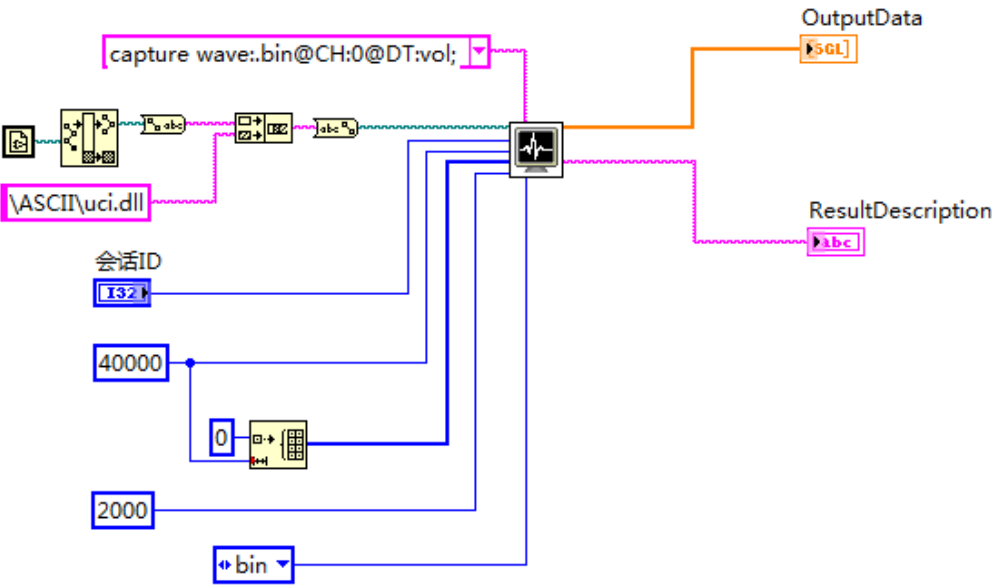 OutputData
capture wave:.bin@CH:0@DT:vol;
SGL]
abc
abc
\ASCII\uci.dll
ResultDescription
abc
会话ID
I32
40000
0
2000
bin